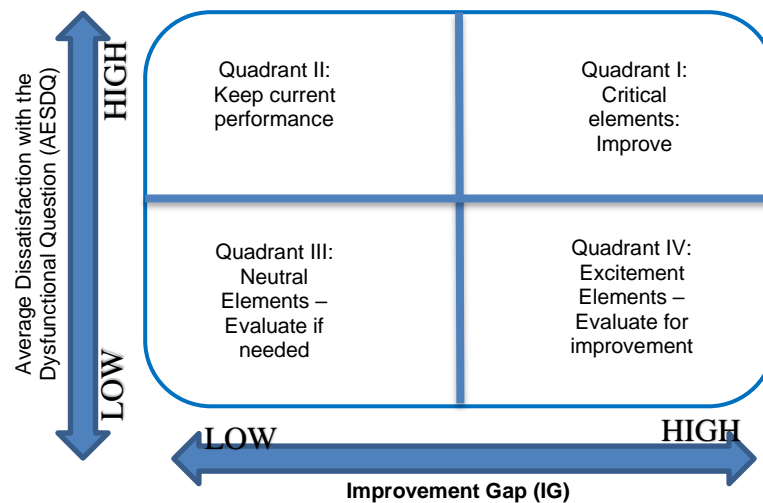 Average Dissatisfaction with the
Dysfunctional Question (AESDQ)
HIGH
LOW
Quadrant II:
Keep current
performance
Quadrant I:
Critical
elements:
Improve
Quadrant III:
Neutral
Elements –
Evaluate if
needed
Quadrant IV:
Excitement
Elements –
Evaluate for
improvement
LOW
HIGH
Improvement Gap (IG)